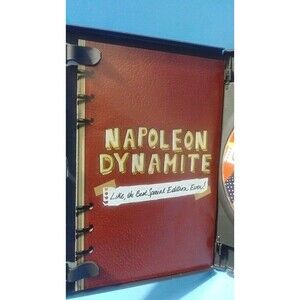 NAPOLEON
DYNAMITE
Like, the Best Special Edition Ever!